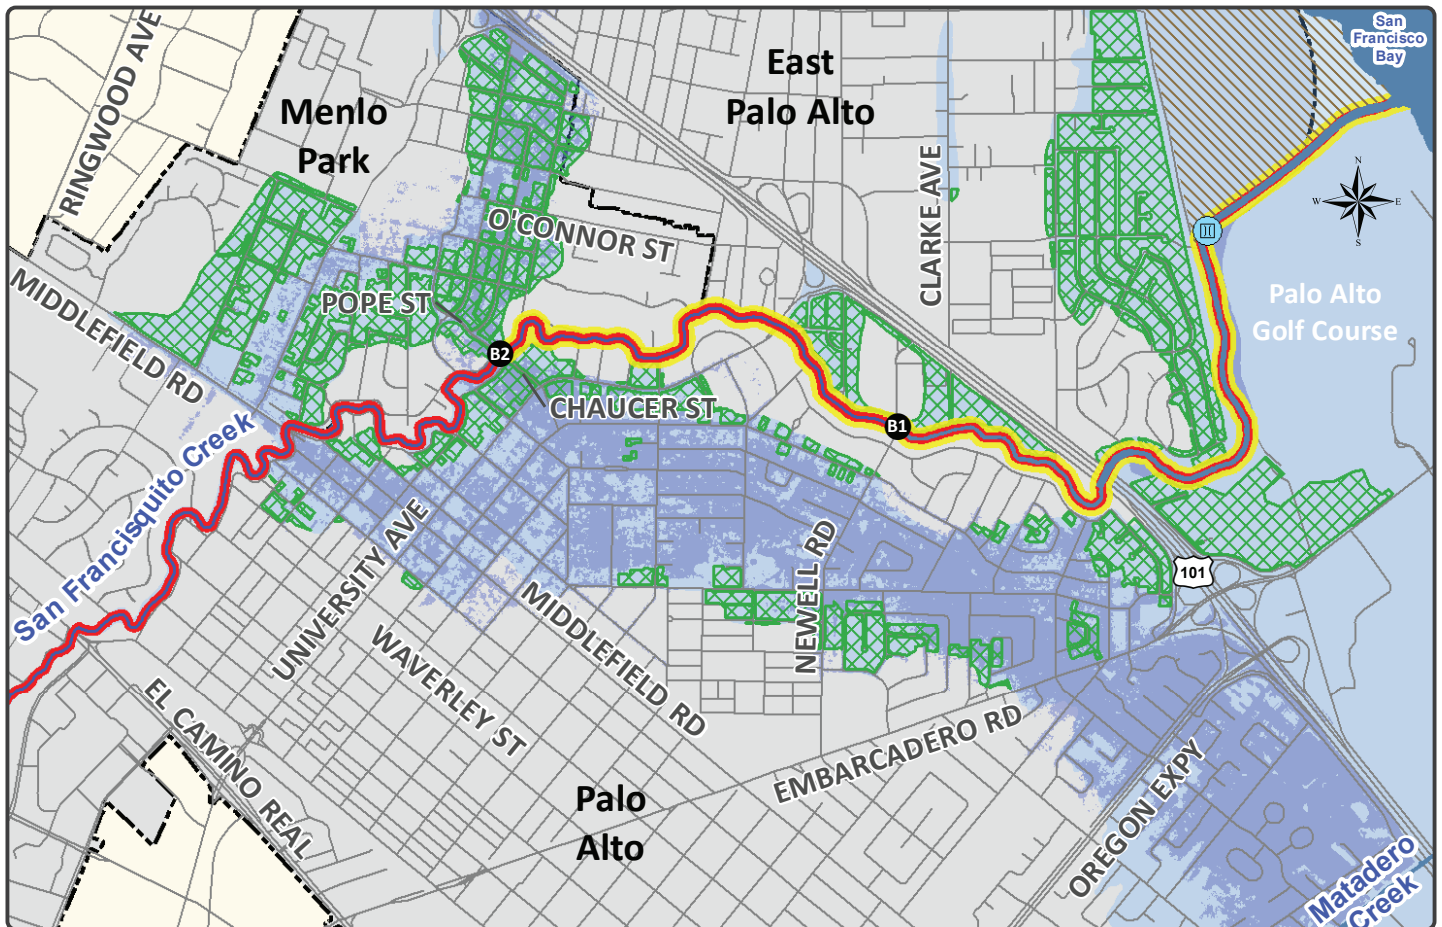 San
Francisco
Bay
RINGWOOD AVE
Menlo
Park
East
Palo Alto
CLARKE AVE
N
W
E
S
O'CONNOR ST
POPE ST
Palo Alto
Golf Course
MIDDLEFIELD RD
B2
CHAUCER ST
B1
San Francisquito Creek
UNIVERSITY AVE
101
NEWELL RD
MIDDLEFIELD RD
WAVERLEY ST
EL CAMINO REAL
EMBARCADERO RD
Palo
Alto
OREGON EXPY
Matadero
Creek